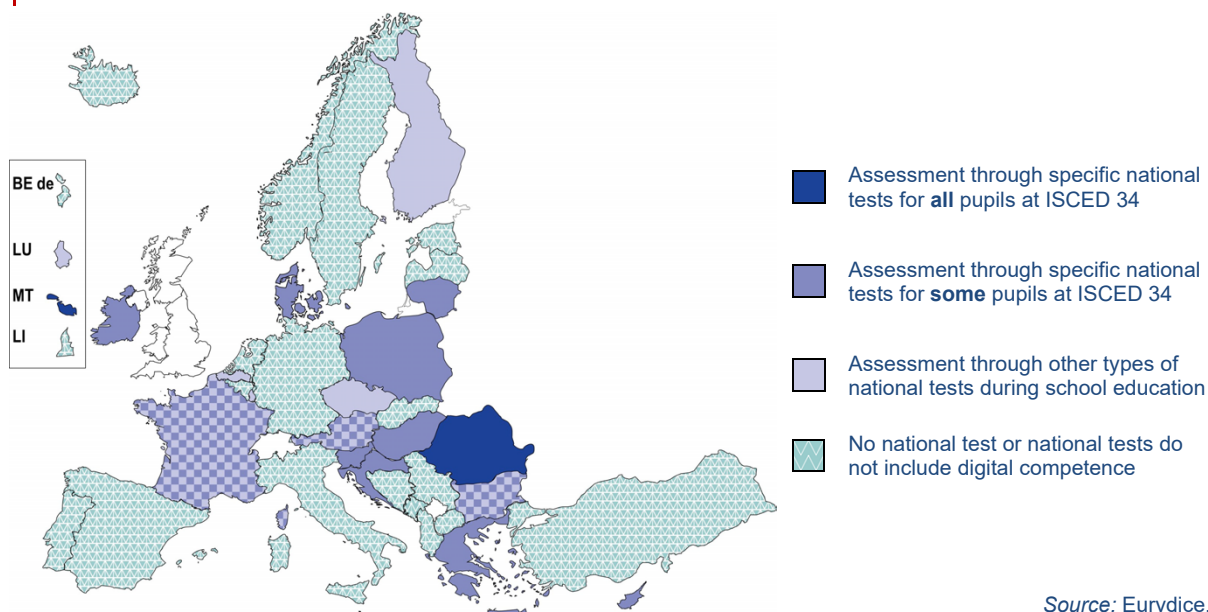 BE de
LU
MT
LI
Assessment through specific national
tests for all pupils at ISCED 34
Assessment through specific national
tests for some pupils at ISCED 34
Assessment through other types of
national tests during school education
No national test or national tests do
not include digital competence
Source: Eurydice.